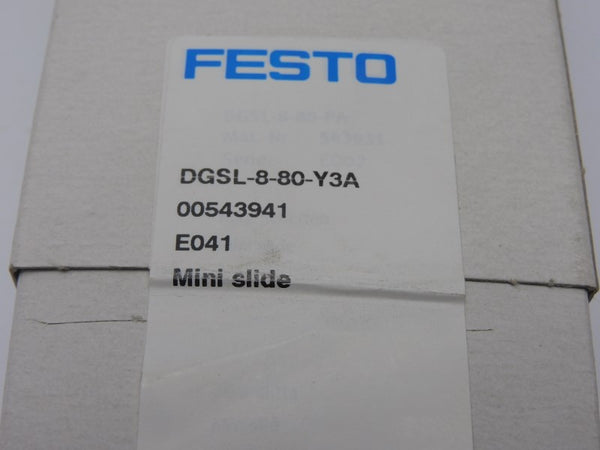 FESTO
DGSL-8-80-Y3A
00543941
E041
Mini slide